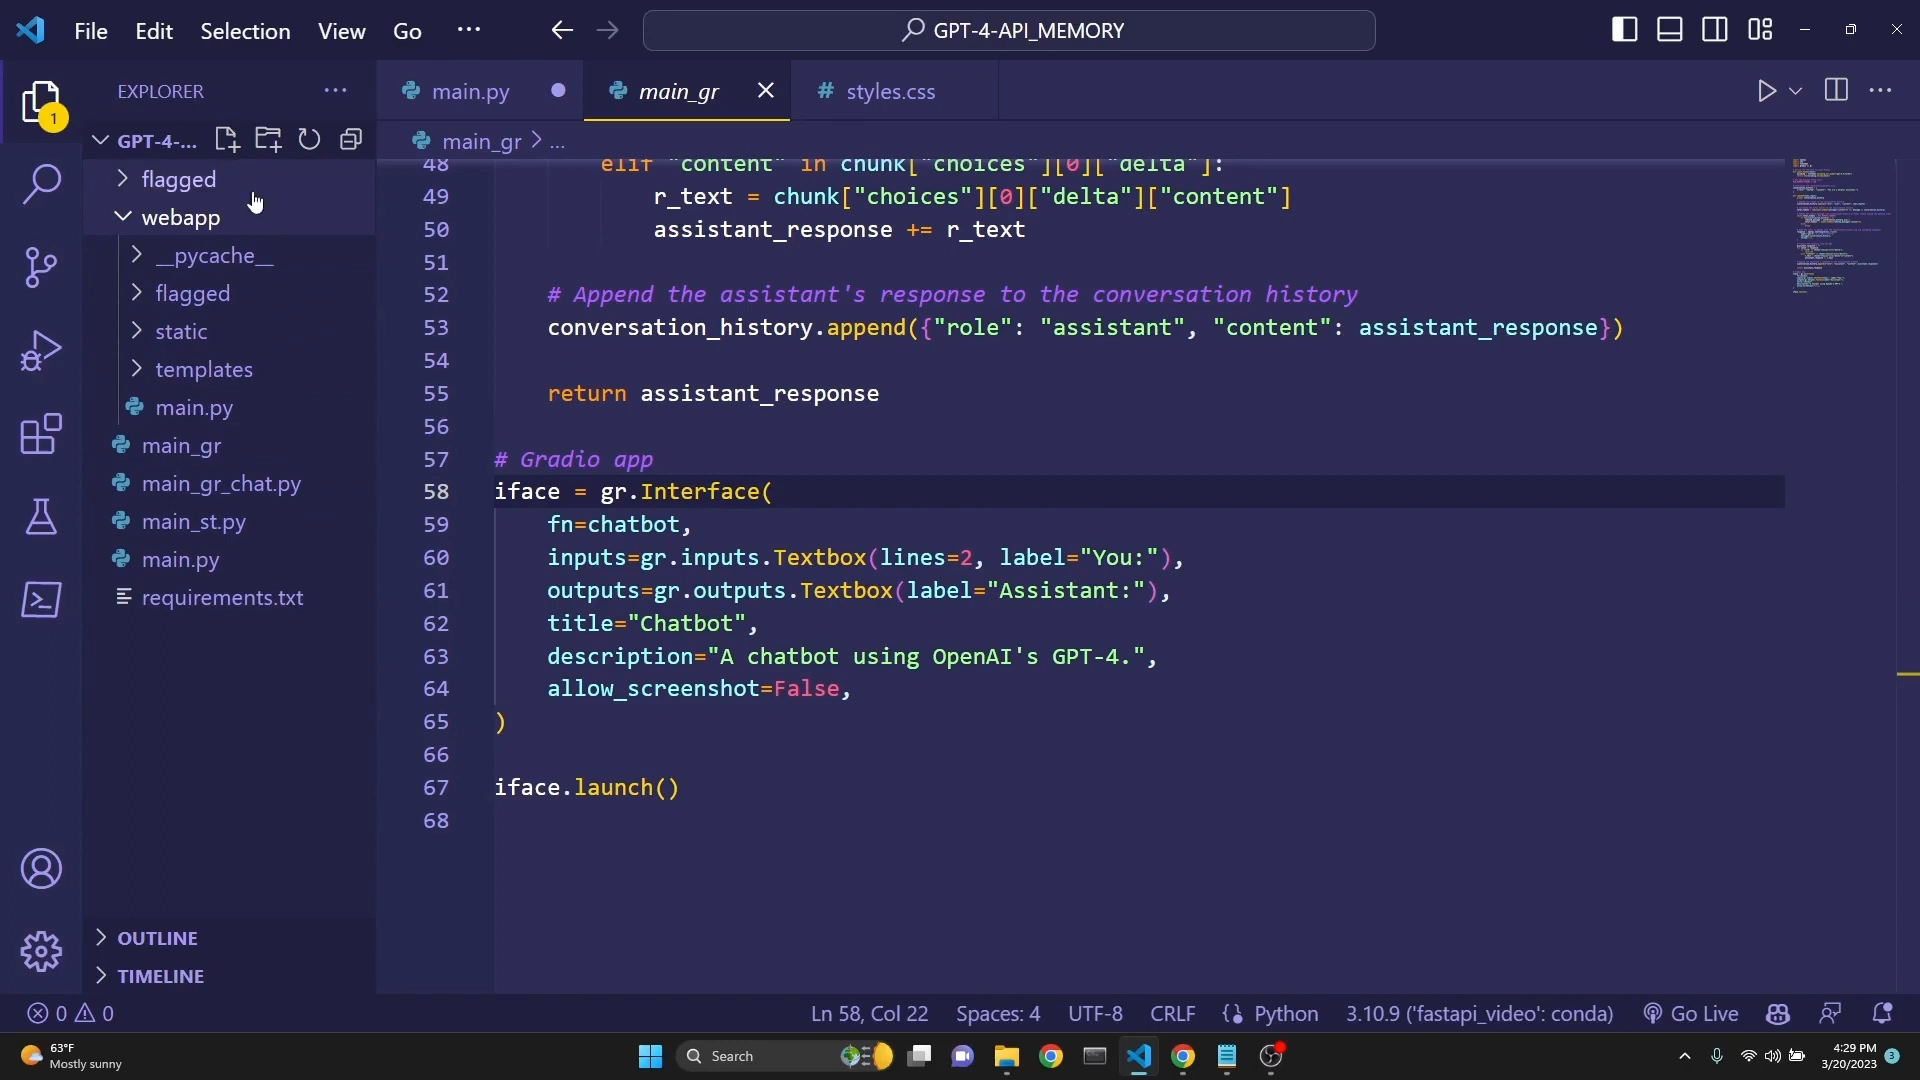 File Edit Selection View Go ···
GPT-4-API_MEMORY
1
EXPLORER ···
main.py
main_gr
# styles.css
GPT-4-...
main_gr > ...
flagged
webapp
__pycache__
flagged
static
templates
main.py
main_gr
main_gr_chat.py
main_st.py
main.py
requirements.txt
OUTLINE
TIMELINE
48 elif "content" in chunk["choices"][0]["delta"]:
49 r_text = chunk["choices"][0]["delta"]["content"]
50 assistant_response += r_text
51
52 # Append the assistant's response to the conversation history
53 conversation_history.append({"role": "assistant", "content": assistant_response})
54
55 return assistant_response
56
57 # Gradio app
58 iface = gr.Interface(
59 fn=chatbot,
60 inputs=gr.inputs.Textbox(lines=2, label="You:"),
61 outputs=gr.outputs.Textbox(label="Assistant:"),
62 title="Chatbot",
63 description="A chatbot using OpenAI's GPT-4.",
64 allow_screenshot=False,
65 )
66
67 iface.launch()
68
0 0 Ln 58, Col 22 Spaces: 4 UTF-8 CRLF Python 3.10.9 ('fastapi_video': conda) Go Live
63°F
Mostly sunny
Search
4:29 PM
3/20/2023
3